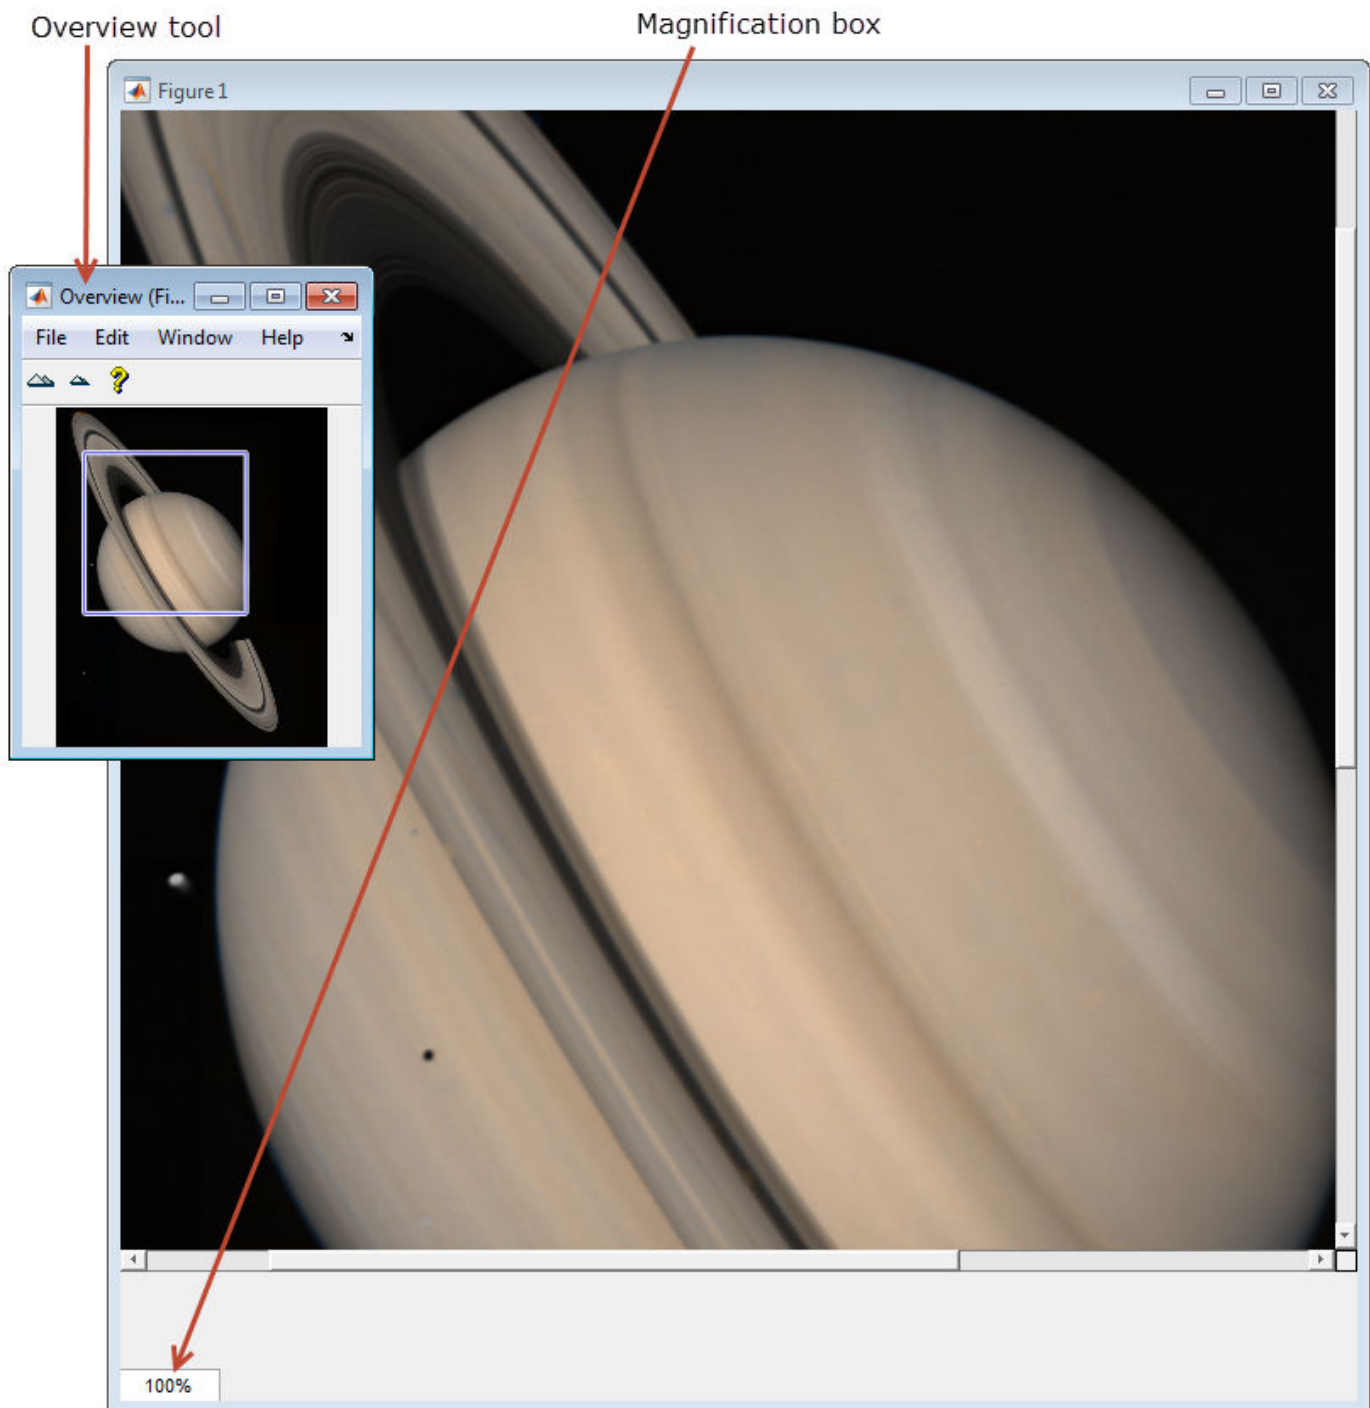 Overview tool
Magnification box
Figure 1
Overview (Fi...
File Edit Window Help
100%